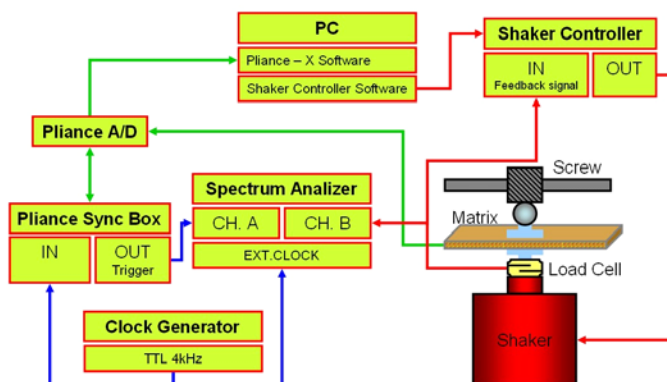 PC
Pliance – X Software
Shaker Controller Software
Shaker Controller
IN
Feedback signal
OUT
Pliance A/D
Screw
Spectrum Analizer
CH. A
CH. B
EXT.CLOCK
Pliance Sync Box
IN
OUT
Trigger
Matrix
Load Cell
Clock Generator
TTL 4kHz
Shaker